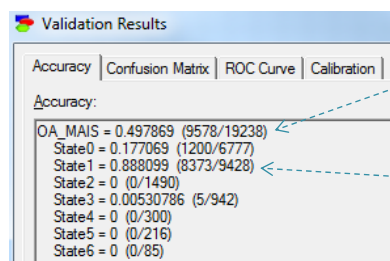 Validation Results
Accuracy Confusion Matrix ROC Curve Calibration
Accuracy:
OA_MAIS = 0.497869 (9578/19238)
State0 = 0.177069 (1200/6777)
State1 = 0.888099 (8373/9428)
State2 = 0 (0/1490)
State3 = 0.00530786 (5/942)
State4 = 0 (0/300)
State5 = 0 (0/216)
State6 = 0 (0/85)